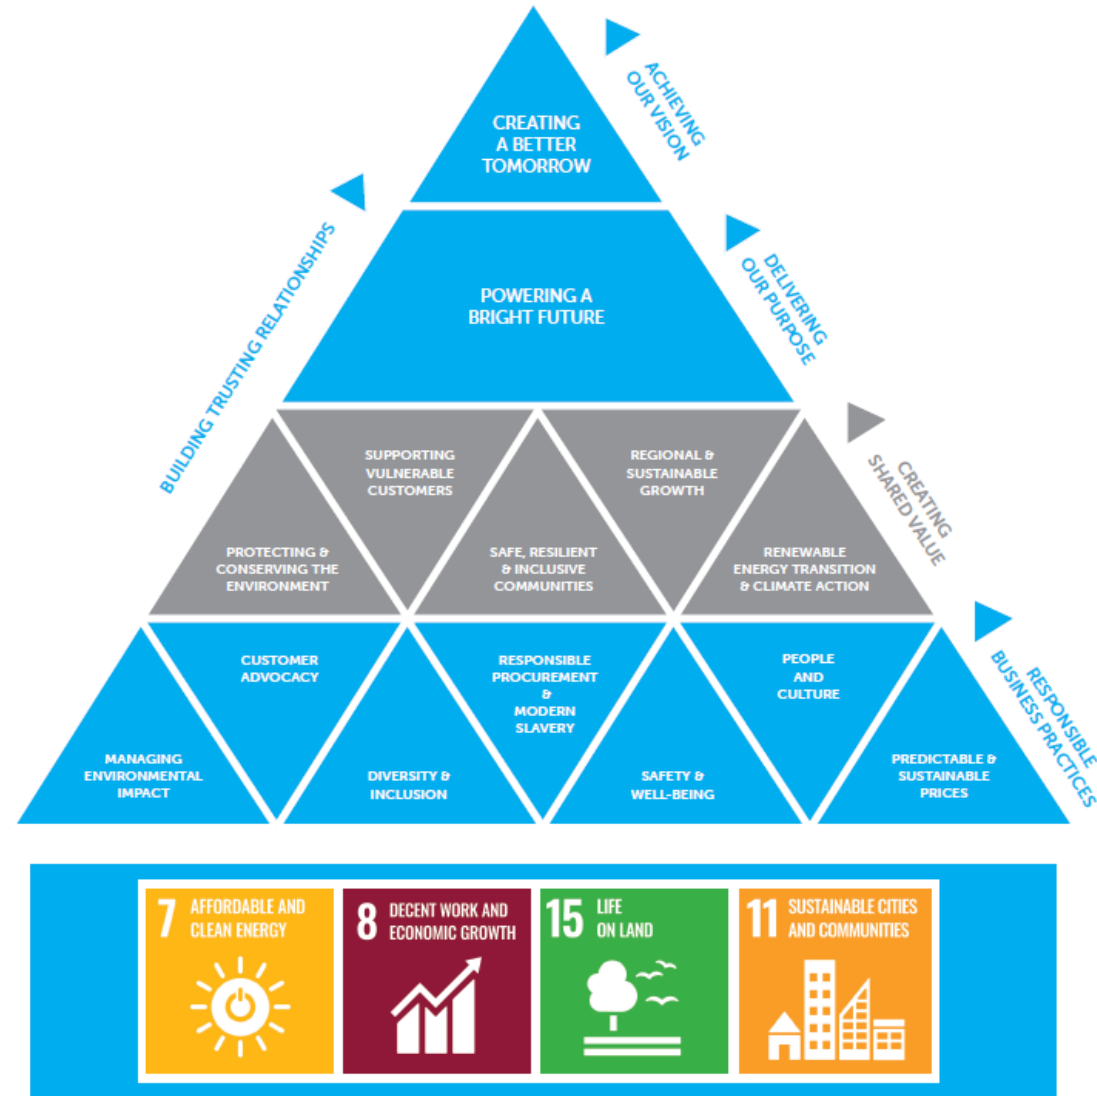 ACHIEVING
OUR VISION
CREATING
A BETTER
TOMORROW
BUILDING TRUSTING RELATIONSHIPS
DELIVERING
OUR PURPOSE
POWERING A
BRIGHT FUTURE
CREATING
SHARED VALUE
SUPPORTING
VULNERABLE
CUSTOMERS
REGIONAL &
SUSTAINABLE
GROWTH
PROTECTING &
CONSERVING THE
ENVIRONMENT
SAFE, RESILIENT
& INCLUSIVE
COMMUNITIES
RENEWABLE
ENERGY TRANSITION
& CLIMATE ACTION
RESPONSIBLE
BUSINESS PRACTICES
CUSTOMER
ADVOCACY
RESPONSIBLE
PROCUREMENT
&
MODERN
SLAVERY
PEOPLE
AND
CULTURE
MANAGING
ENVIRONMENTAL
IMPACT
DIVERSITY &
INCLUSION
SAFETY &
WELL-BEING
PREDICTABLE &
SUSTAINABLE
PRICES
7 AFFORDABLE AND
CLEAN ENERGY
8 DECENT WORK AND
ECONOMIC GROWTH
15 LIFE
ON LAND
11 SUSTAINABLE CITIES
AND COMMUNITIES